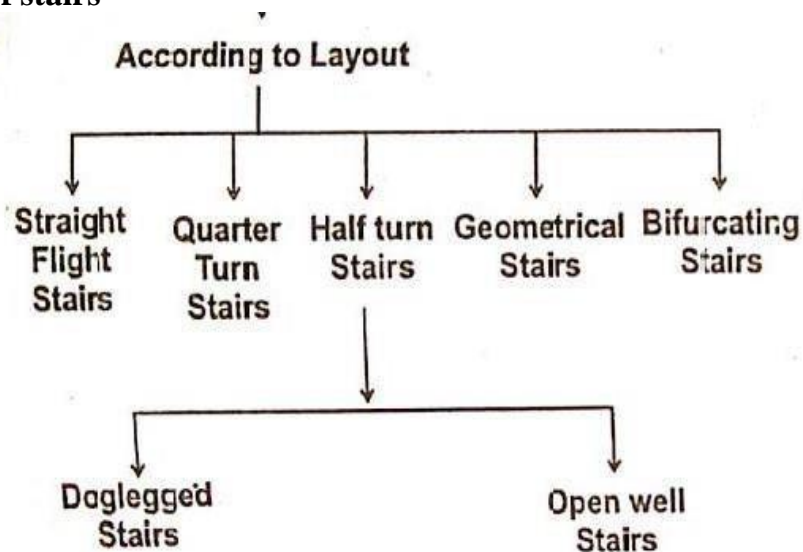 stairs
According to Layout
Straight
Flight
Stairs
Quarter
Turn
Stairs
Half turn
Stairs
Geometrical
Stairs
Bifurcating
Stairs
Doglegged
Stairs
Open well
Stairs